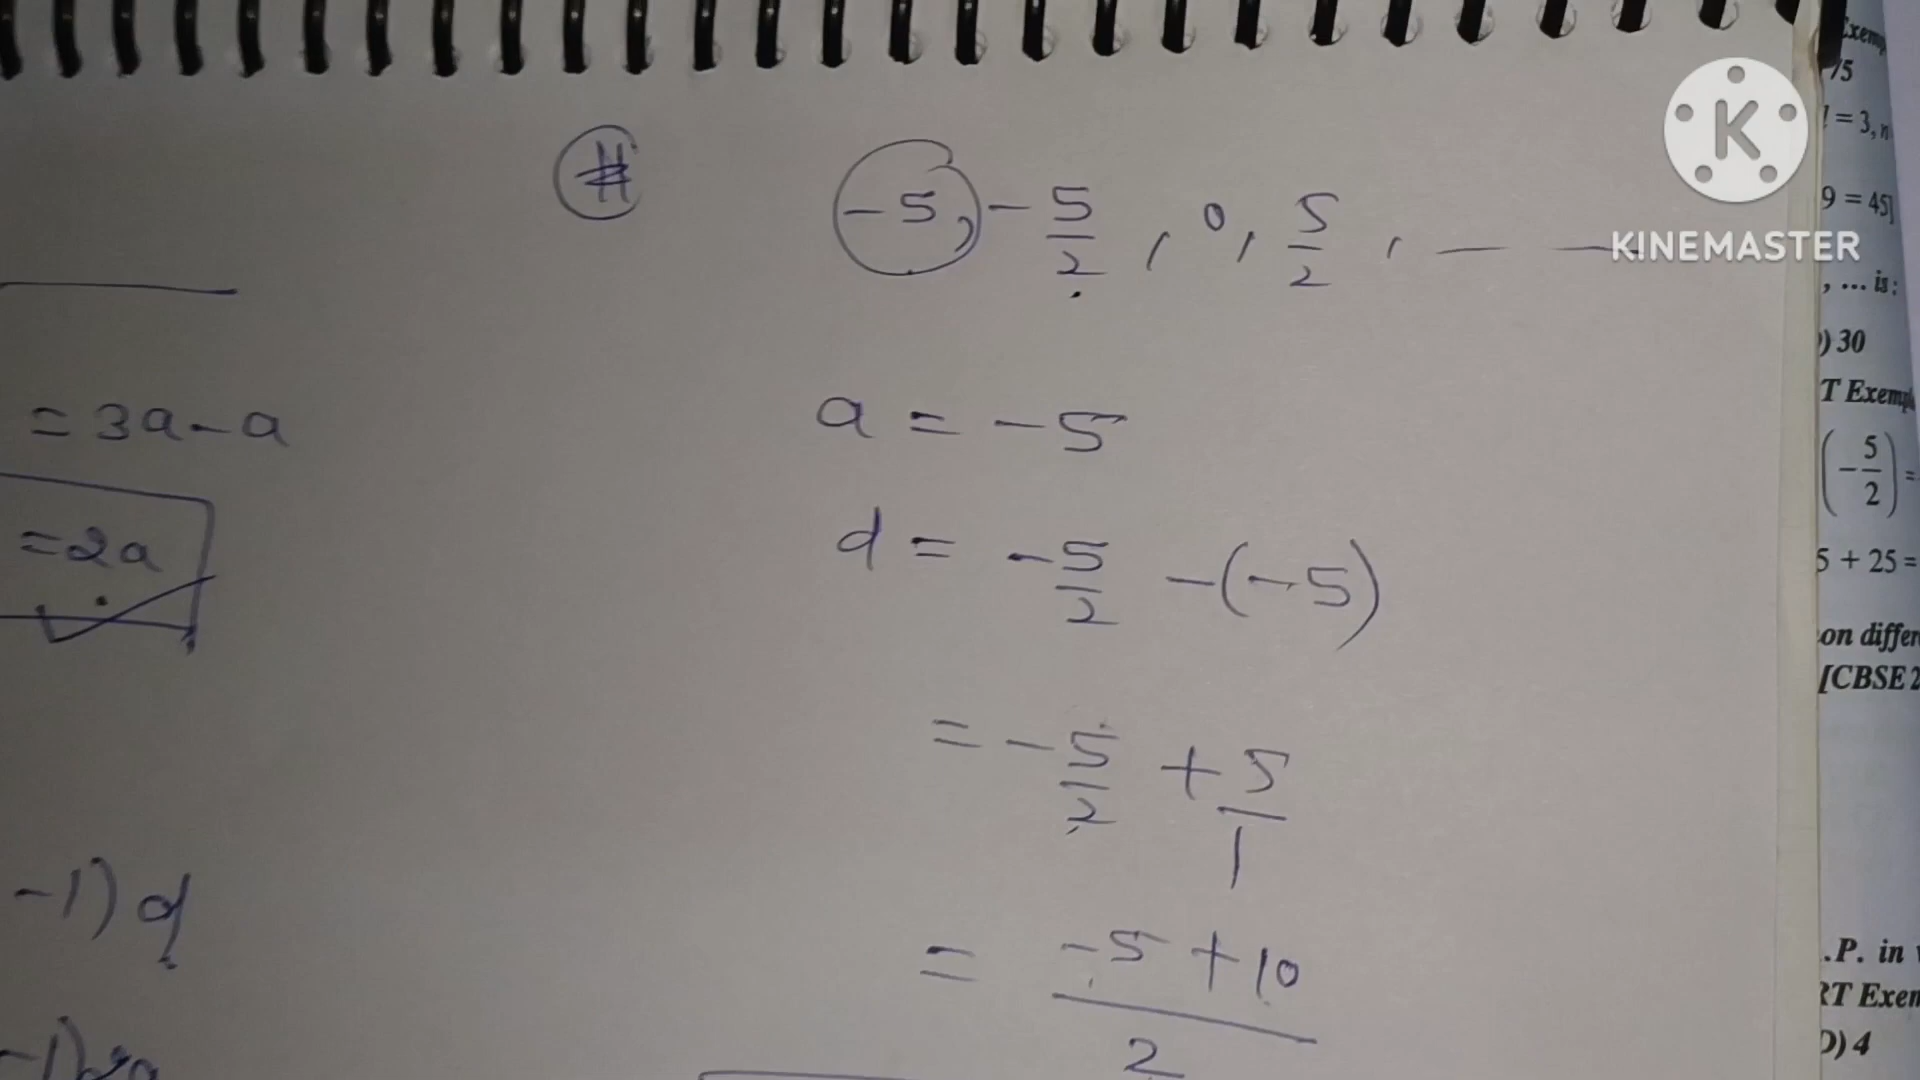 #
-5, -5/2, 0, 5/2, — —
= 3a - a
= 2a
-1) d
a = -5
d = -5/2 - (-5)
= -5/2 + 5/1
= -5 + 10 / 2
K
KINEMASTER
75
l = 3, n
9 = 45]
, ... is:
) 30
T Exemp
(-5/2) =
5 + 25 =
on differ
[CBSE 2
.P. in
RT Exem
D) 4